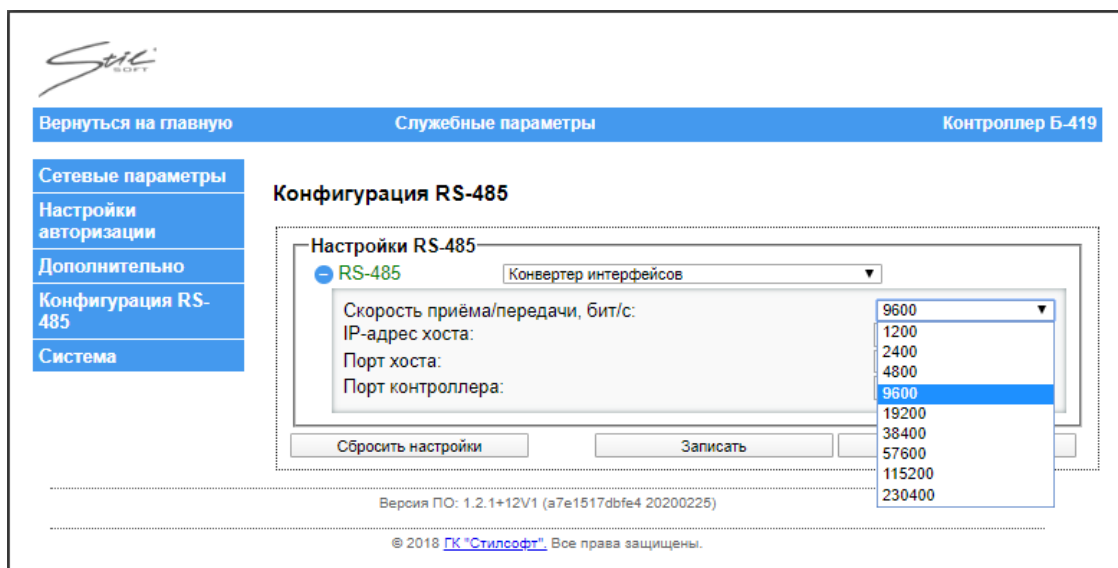 Stil
SOFT
Вернуться на главную Служебные параметры Контроллер Б-419
Сетевые параметры
Настройки
авторизации
Дополнительно
Конфигурация RS-
485
Система
Конфигурация RS-485
Настройки RS-485
RS-485 Конвертер интерфейсов
Скорость приёма/передачи, бит/с: 9600
IP-адрес хоста:
Порт хоста:
Порт контроллера:
1200
2400
4800
9600
19200
38400
57600
115200
230400
Сбросить настройки Записать
Версия ПО: 1.2.1+12V1 (a7e1517dbfe4 20200225)
© 2018 ГК "Стилсофт". Все права защищены.